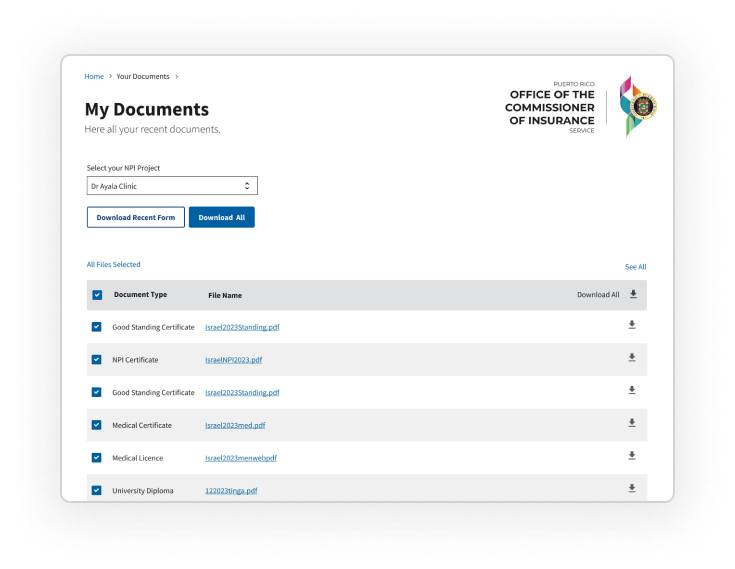 Home > Your Documents >
My Documents
Here all your recent documents.
PUERTO RICO
OFFICE OF THE
COMMISSIONER
OF INSURANCE
SERVICE
Select your NPI Project
Dr Ayala Clinic
Download Recent Form
Download All
All Files Selected
See All
Document Type File Name Download All
Good Standing Certificate Israel2023Standing.pdf
NPI Certificate IsraelNPI2023.pdf
Good Standing Certificate Israel2023Standing.pdf
Medical Certificate Israel2023med.pdf
Medical Licence Israel2023menwebpdf
University Diploma 122023tinga.pdf